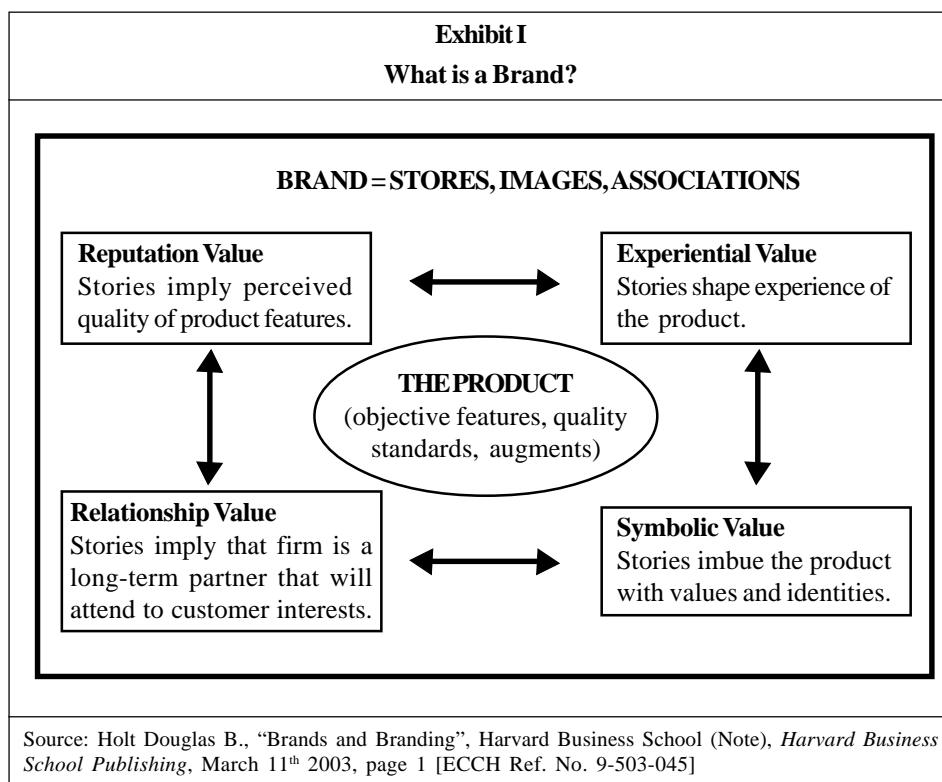 Exhibit I
What is a Brand?
BRAND = STORES, IMAGES, ASSOCIATIONS
Reputation Value
Stories imply perceived
quality of product features.
Experiential Value
Stories shape experience of
the product.
THE PRODUCT
(objective features, quality
standards, augments)
Relationship Value
Stories imply that firm is a
long-term partner that will
attend to customer interests.
Symbolic Value
Stories imbue the product
with values and identities.
Source: Holt Douglas B., “Brands and Branding”, Harvard Business School (Note), Harvard Business
School Publishing, March 11th 2003, page 1 [ECCH Ref. No. 9-503-045]